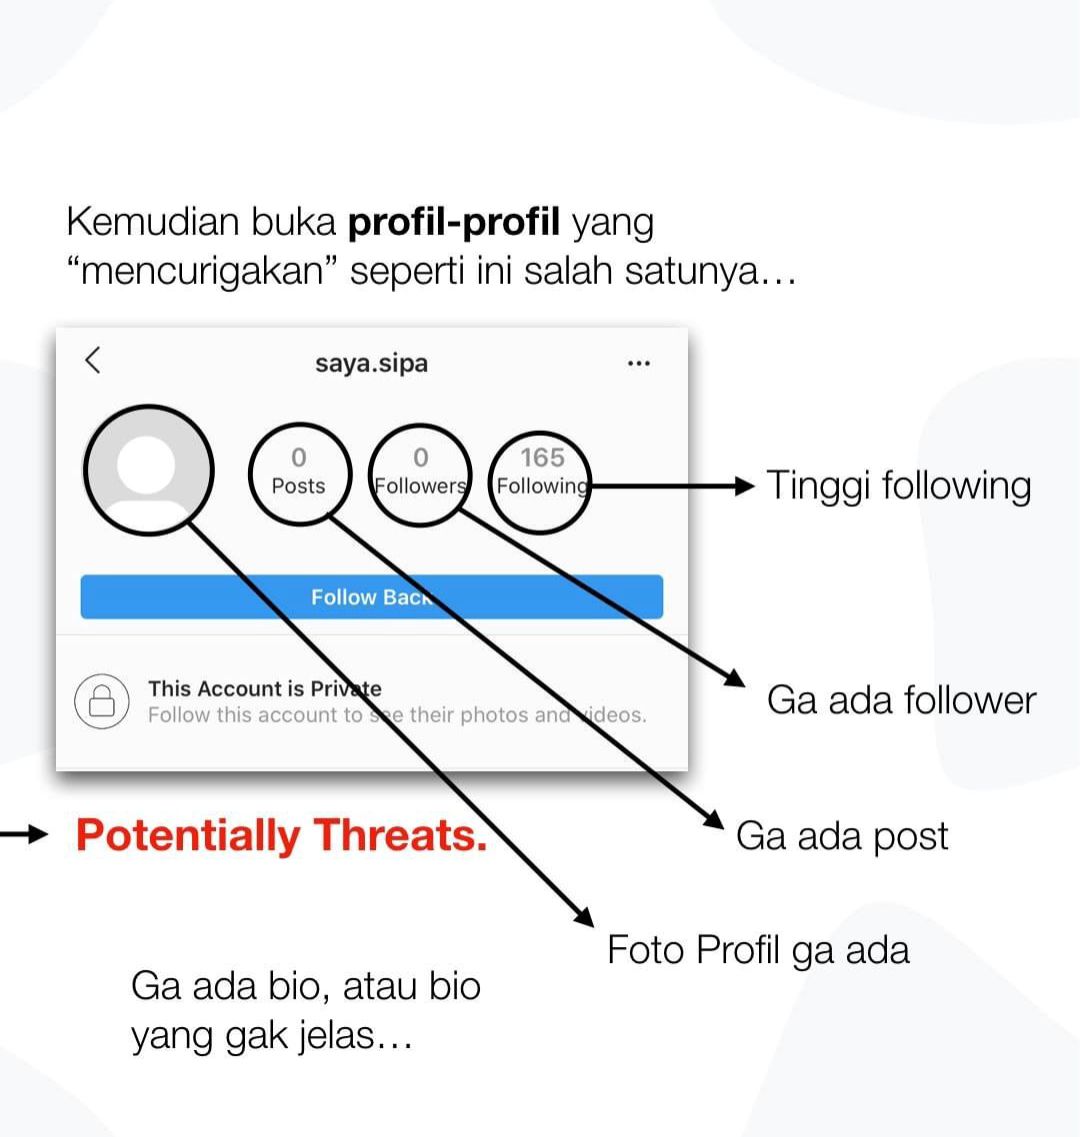 Kemudian buka profil-profil yang
“mencurigakan” seperti ini salah satunya...
saya.sipa
0
Posts
0
Followers
165
Following
Tinggi following
Follow Back
This Account is Private
Follow this account to see their photos and videos.
Ga ada follower
Potentially Threats.
Ga ada post
Foto Profil ga ada
Ga ada bio, atau bio
yang gak jelas...